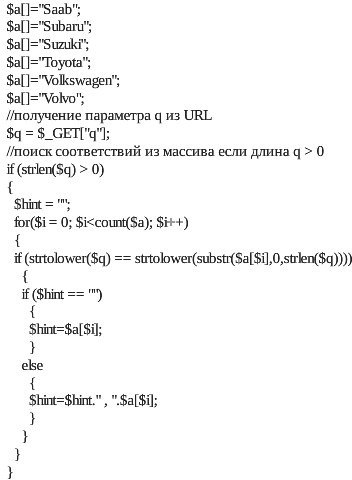 $a[]="Saab";
$a[]="Subaru";
$a[]="Suzuki";
$a[]="Toyota";
$a[]="Volkswagen";
$a[]="Volvo";
//получение параметра q из URL
$q = $_GET["q"];
//поиск соответствий из массива если длина q > 0
if (strlen($q) > 0)
{
$hint = "";
for($i = 0; $i<count($a); $i++)
{
if (strtolower($q) == strtolower(substr($a[$i],0,strlen($q))))
{
if ($hint == "")
{
$hint=$a[$i];
}
else
{
$hint=$hint." , ".$a[$i];
}
}
}
}